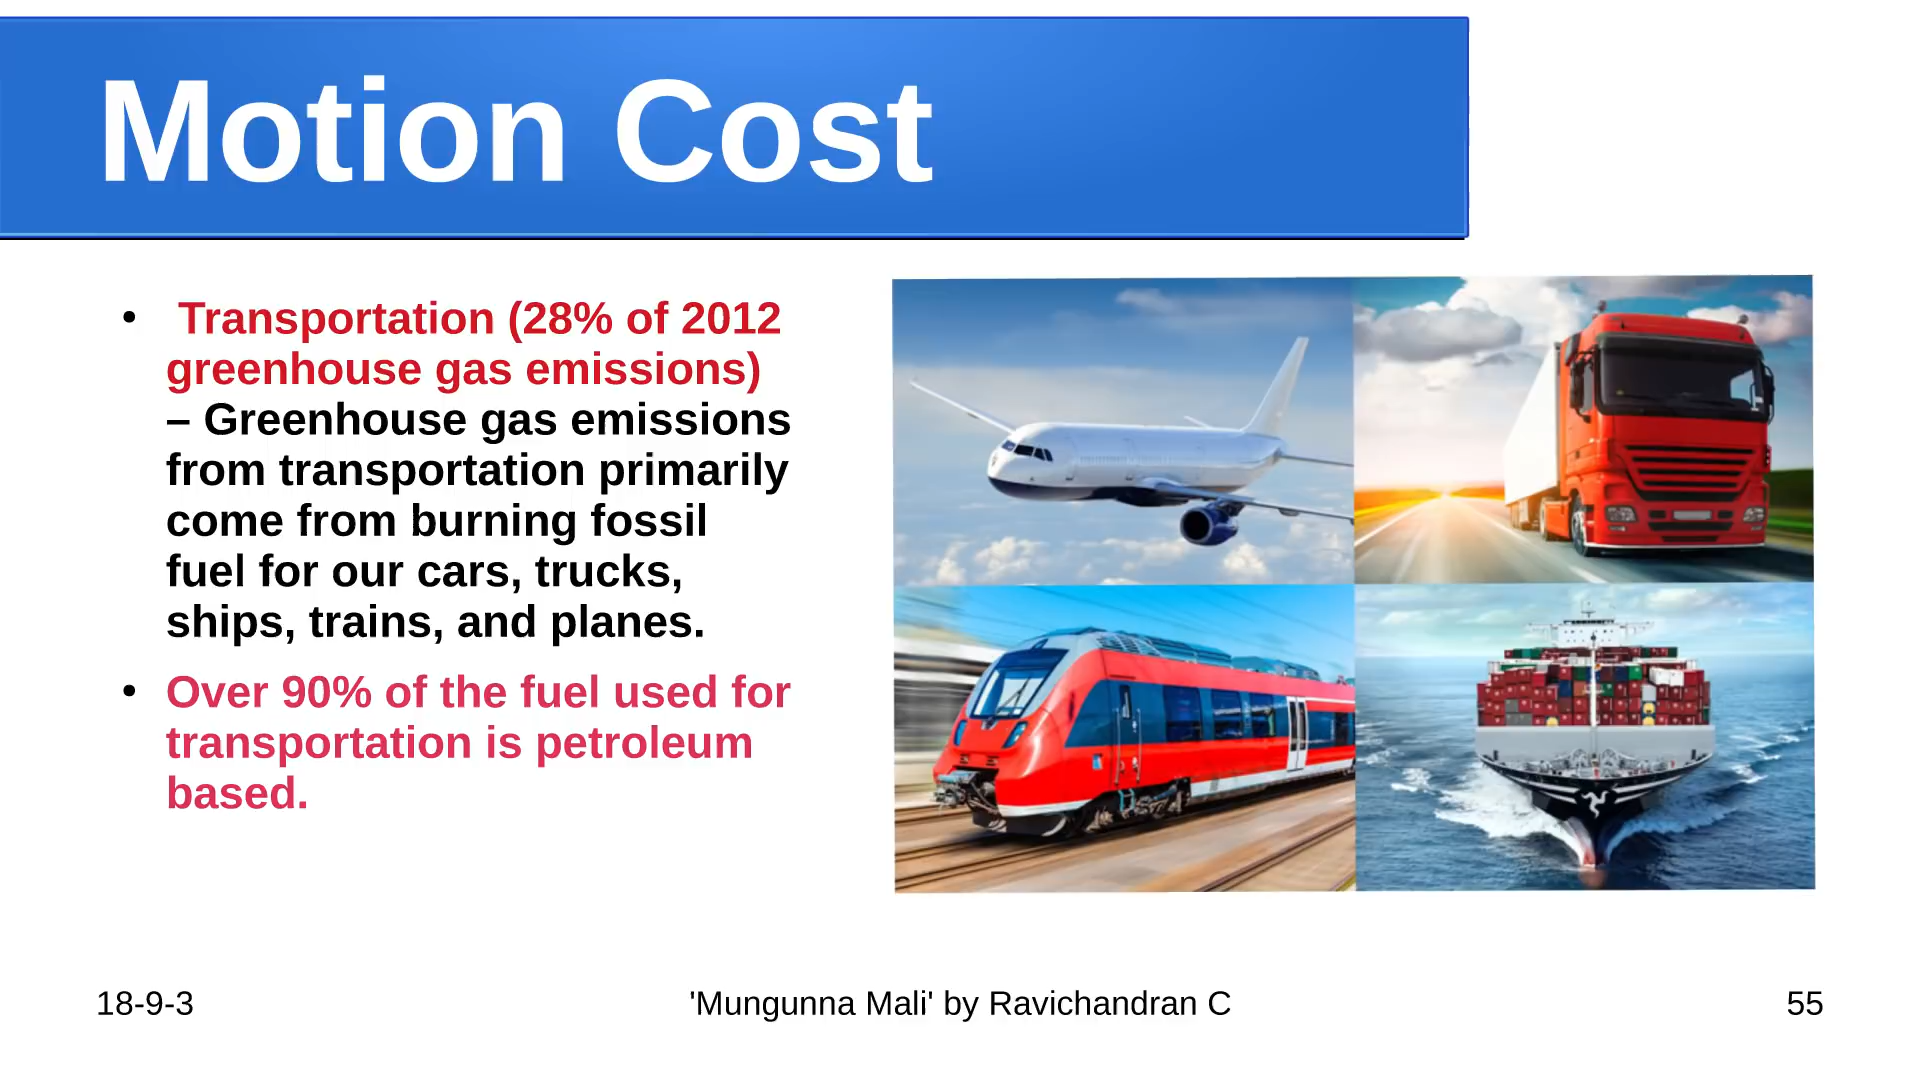 Motion Cost
• Transportation (28% of 2012
greenhouse gas emissions)
– Greenhouse gas emissions
from transportation primarily
come from burning fossil
fuel for our cars, trucks,
ships, trains, and planes.
• Over 90% of the fuel used for
transportation is petroleum
based.
18-9-3
'Mungunna Mali' by Ravichandran C
55